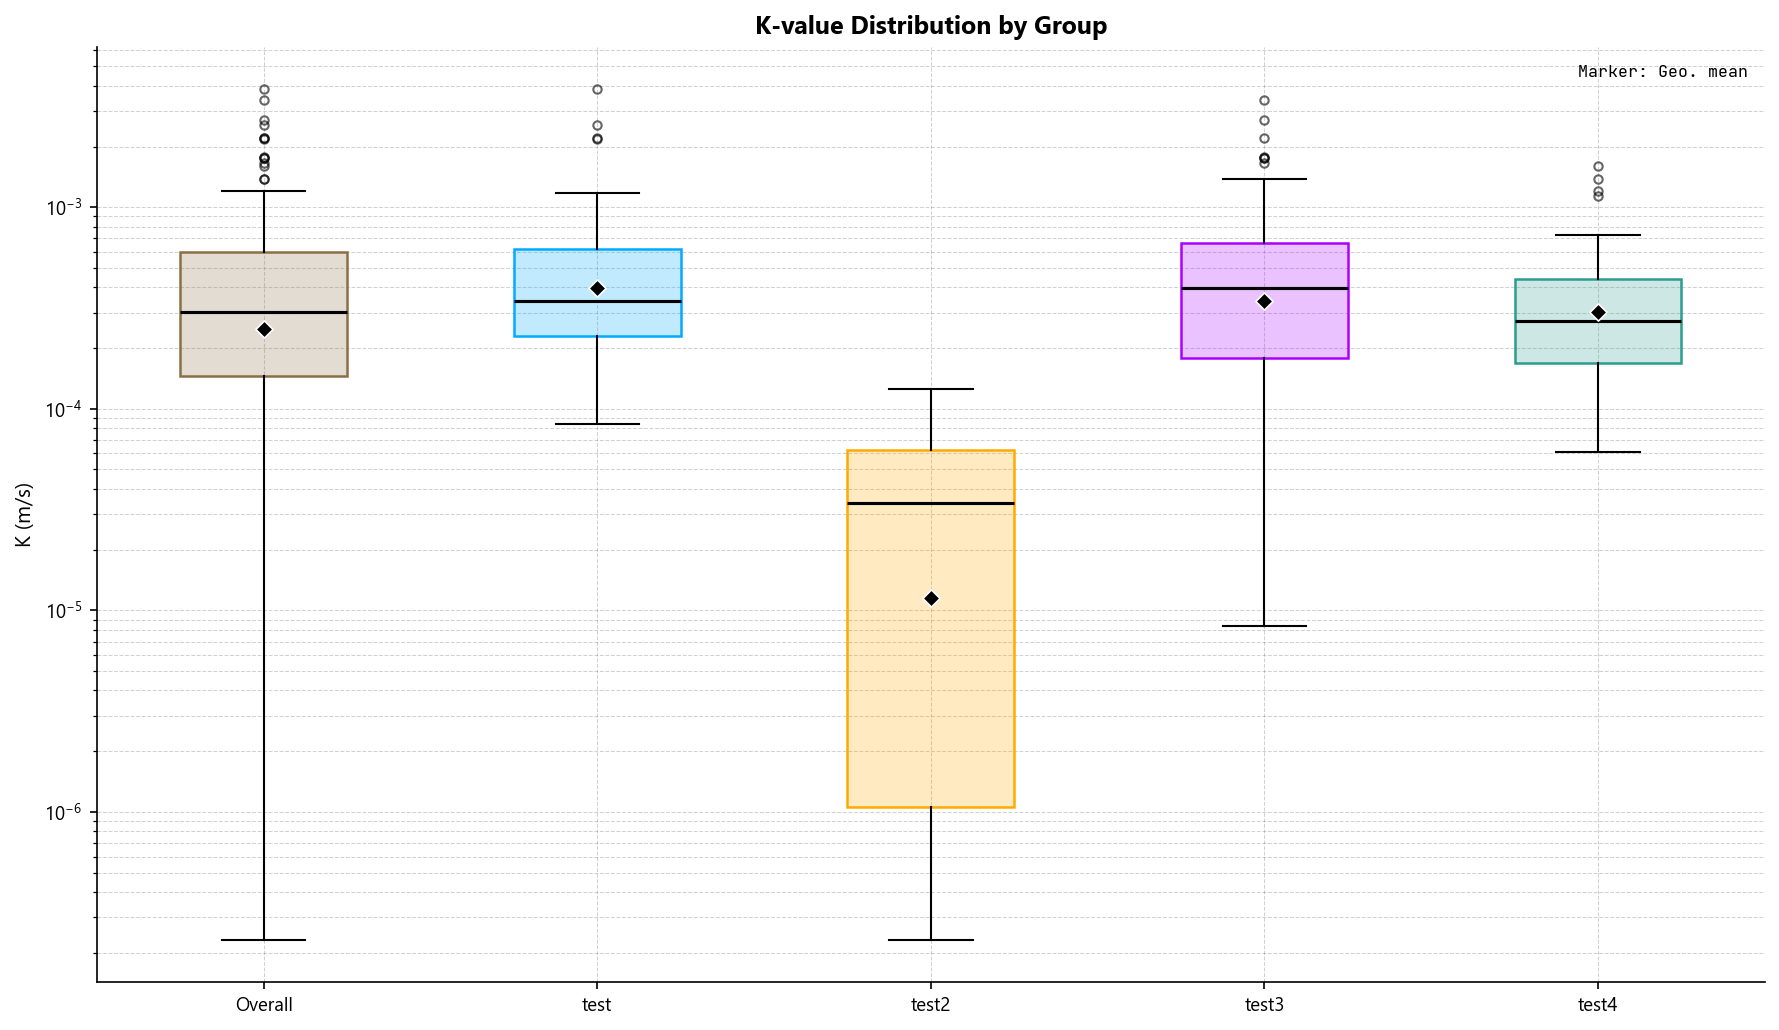 K-value Distribution by Group
Marker: Geo. mean
K (m/s)
10⁻³
10⁻⁴
10⁻⁵
10⁻⁶
Overall
test
test2
test3
test4